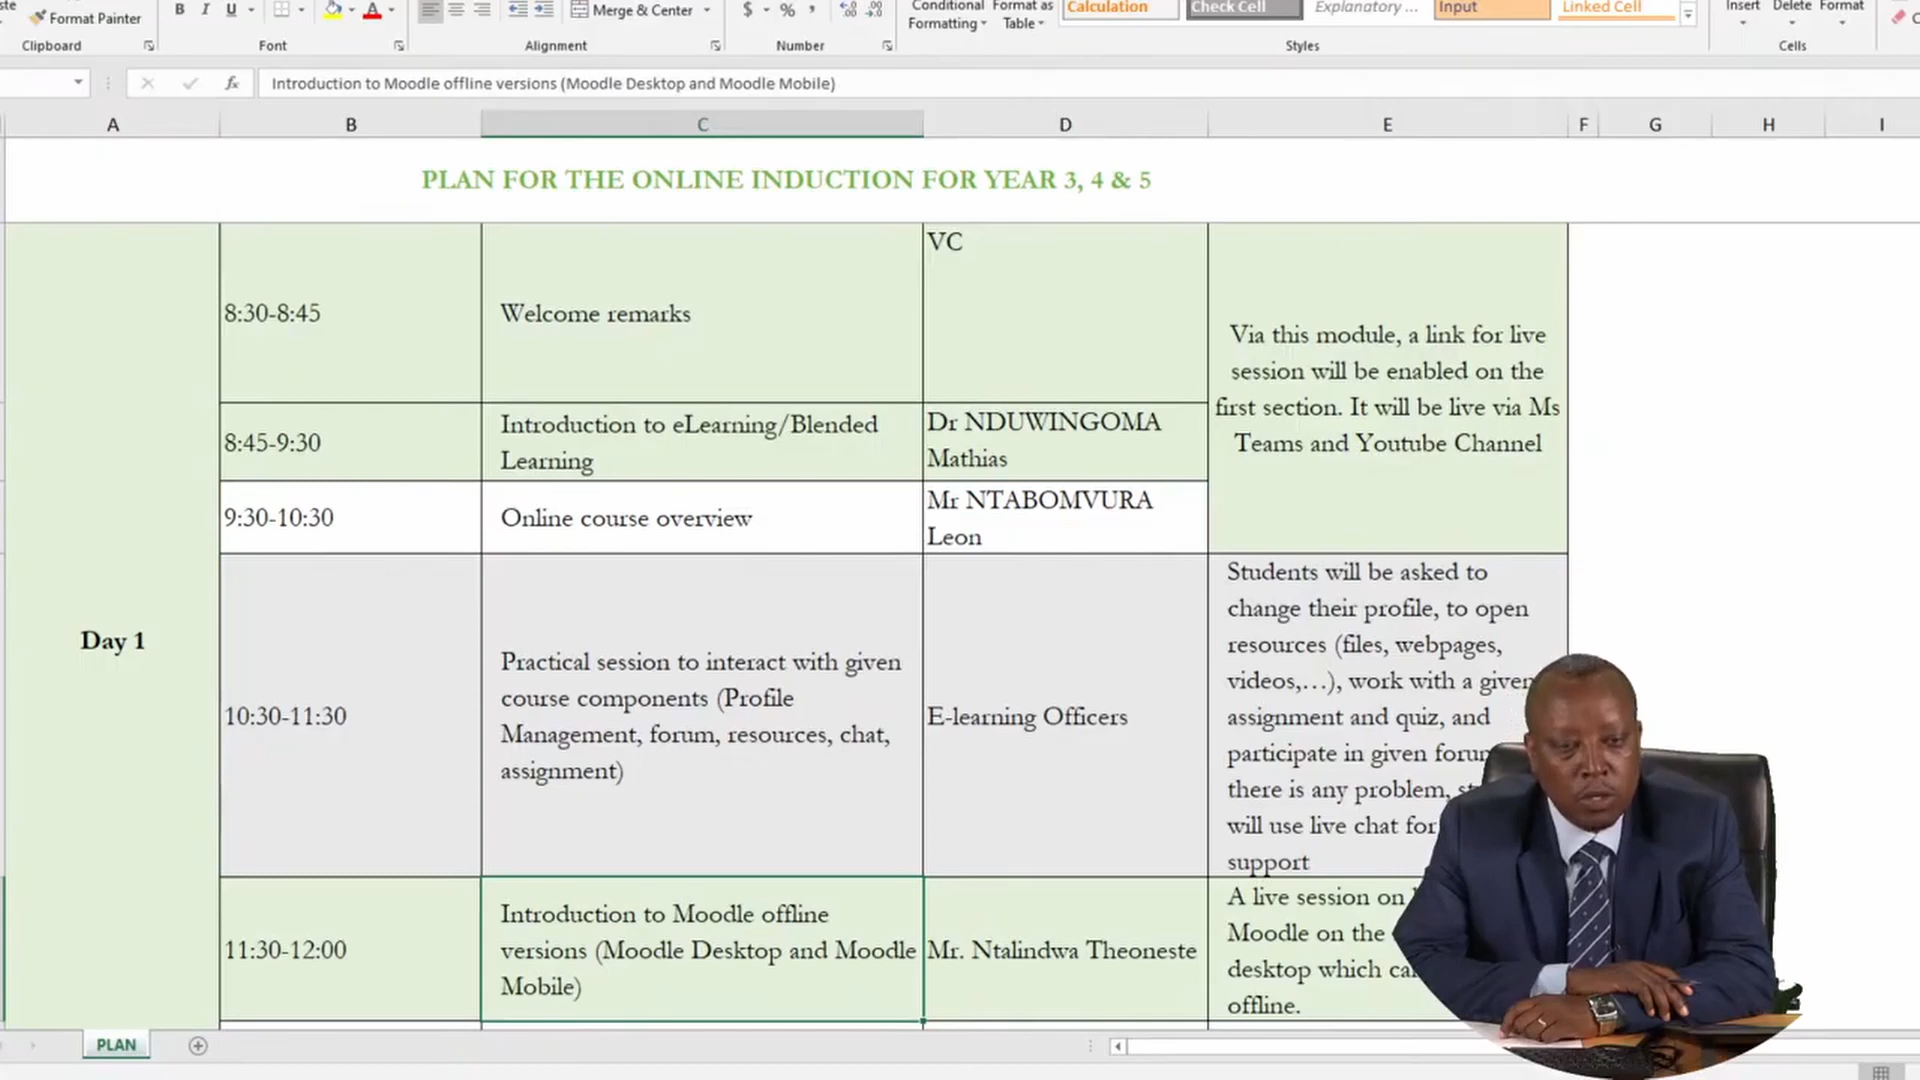 Format Painter
Clipboard
B I U
Font
Merge & Center
Alignment
$ % ,
Number
Conditional
Formatting
Format as
Table
Calculation
Check Cell
Explanatory ...
Input
Linked Cell
Styles
Insert
Delete
Format
Cells
fx
Introduction to Moodle offline versions (Moodle Desktop and Moodle Mobile)
A B C D E F G H I
PLAN FOR THE ONLINE INDUCTION FOR YEAR 3, 4 & 5
Day 1
8:30-8:45
Welcome remarks
VC
Via this module, a link for live
session will be enabled on the
first section. It will be live via Ms
Teams and Youtube Channel
8:45-9:30
Introduction to eLearning/Blended
Learning
Dr NDUWINGOMA
Mathias
9:30-10:30
Online course overview
Mr NTABOMVURA
Leon
10:30-11:30
Practical session to interact with given
course components (Profile
Management, forum, resources, chat,
assignment)
E-learning Officers
Students will be asked to
change their profile, to open
resources (files, webpages,
videos,...), work with a given
assignment and quiz, and
participate in given
there is any problem,
will use live chat for
support
11:30-12:00
Introduction to Moodle offline
versions (Moodle Desktop and Moodle
Mobile)
Mr. Ntalindwa Theoneste
A live session on
Moodle on the
desktop which
offline.
PLAN